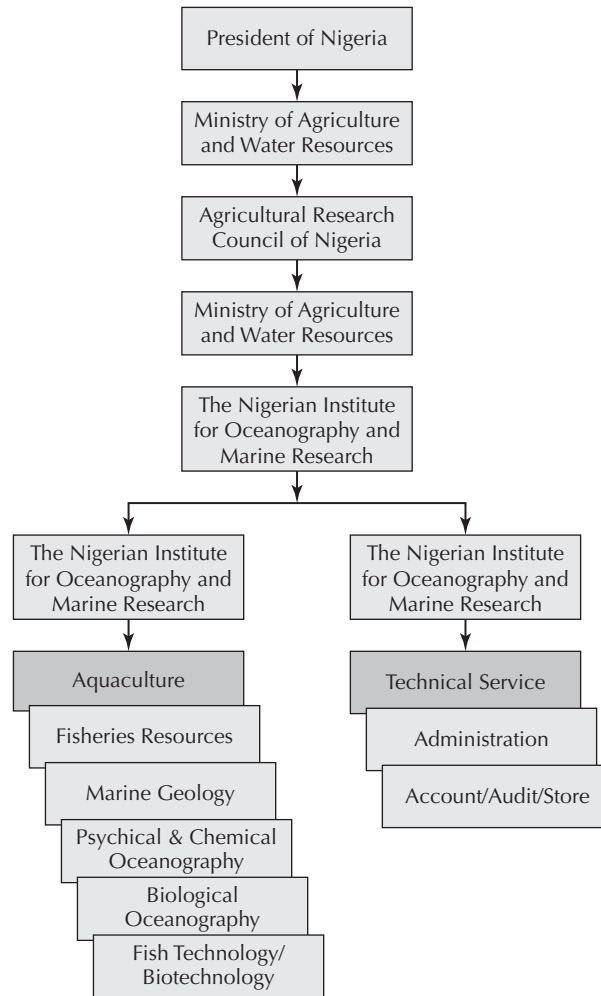 President of Nigeria
Ministry of Agriculture
and Water Resources
Agricultural Research
Council of Nigeria
Ministry of Agriculture
and Water Resources
The Nigerian Institute
for Oceanography and
Marine Research
The Nigerian Institute
for Oceanography and
Marine Research
Aquaculture
Fisheries Resources
Marine Geology
Psychical & Chemical
Oceanography
Biological
Oceanography
Fish Technology/
Biotechnology
The Nigerian Institute
for Oceanography and
Marine Research
Technical Service
Administration
Account/Audit/Store